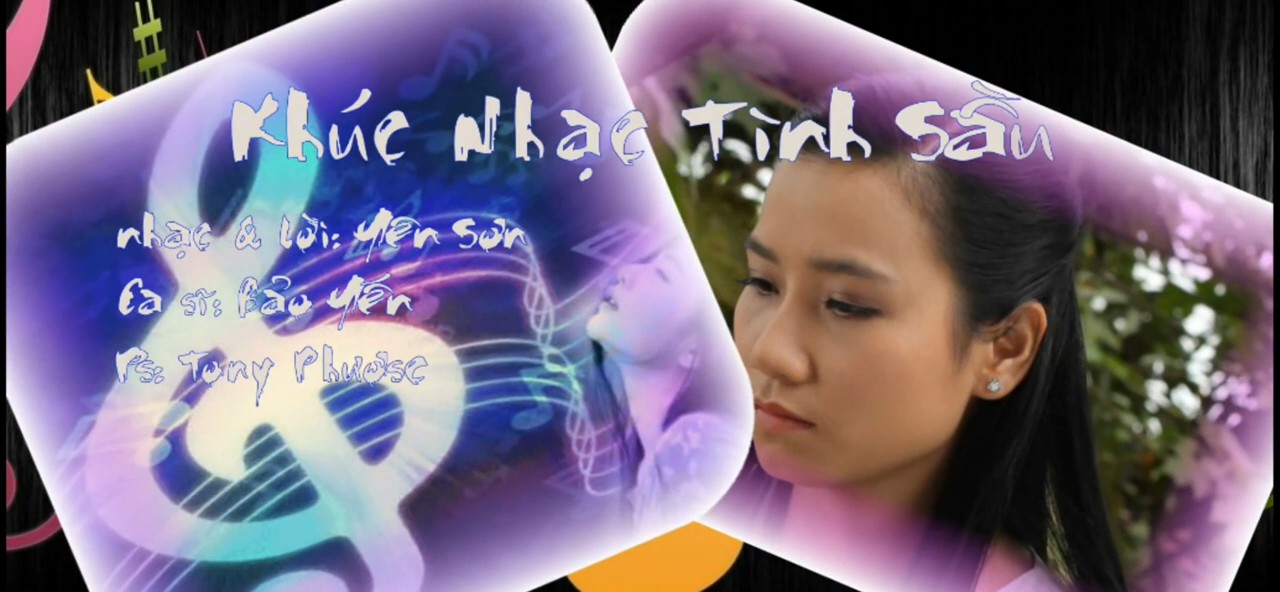 Khúc Nhạc Tình Sầu
nhạc & lời: Yên Sơn
Ca sĩ: Bảo Yến
Ps: Tony Phước